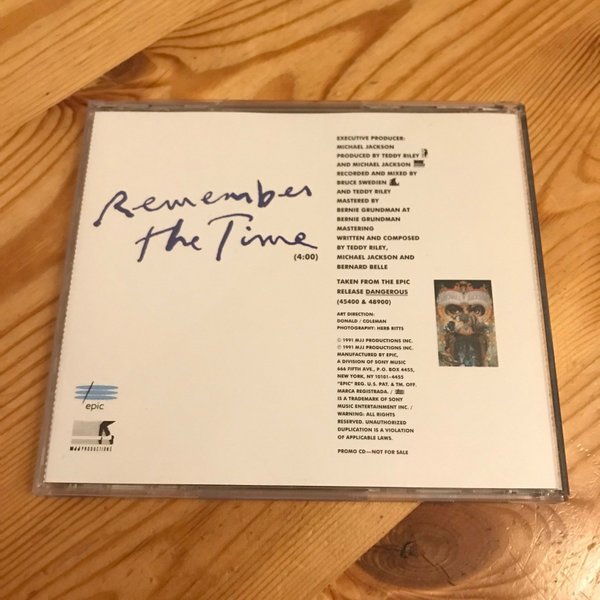 Remember
the Time
(4:00)
EXECUTIVE PRODUCER:
MICHAEL JACKSON
PRODUCED BY TEDDY RILEY
AND MICHAEL JACKSON
RECORDED AND MIXED BY
BRUCE SWEDIEN
AND TEDDY RILEY
MASTERED BY
BERNIE GRUNDMAN AT
BERNIE GRUNDMAN
MASTERING
WRITTEN AND COMPOSED
BY TEDDY RILEY,
MICHAEL JACKSON AND
BERNARD BELLE
TAKEN FROM THE EPIC
RELEASE DANGEROUS
(45400 & 48900)
ART DIRECTION:
DONALD / COLEMAN
PHOTOGRAPHY: HERB RITTS
© 1991 MJJ PRODUCTIONS INC.
℗ 1991 MJJ PRODUCTIONS INC.
MANUFACTURED BY EPIC,
A DIVISION OF SONY MUSIC
666 FIFTH AVE., P.O. BOX 4455,
NEW YORK, NY 10101-4455
"EPIC" REG. U.S. PAT. & TM. OFF.
MARCA REGISTRADA. /
IS A TRADEMARK OF SONY
MUSIC ENTERTAINMENT INC. /
WARNING: ALL RIGHTS
RESERVED. UNAUTHORIZED
DUPLICATION IS A VIOLATION
OF APPLICABLE LAWS.
PROMO CD—NOT FOR SALE
epic
MJJ PRODUCTIONS